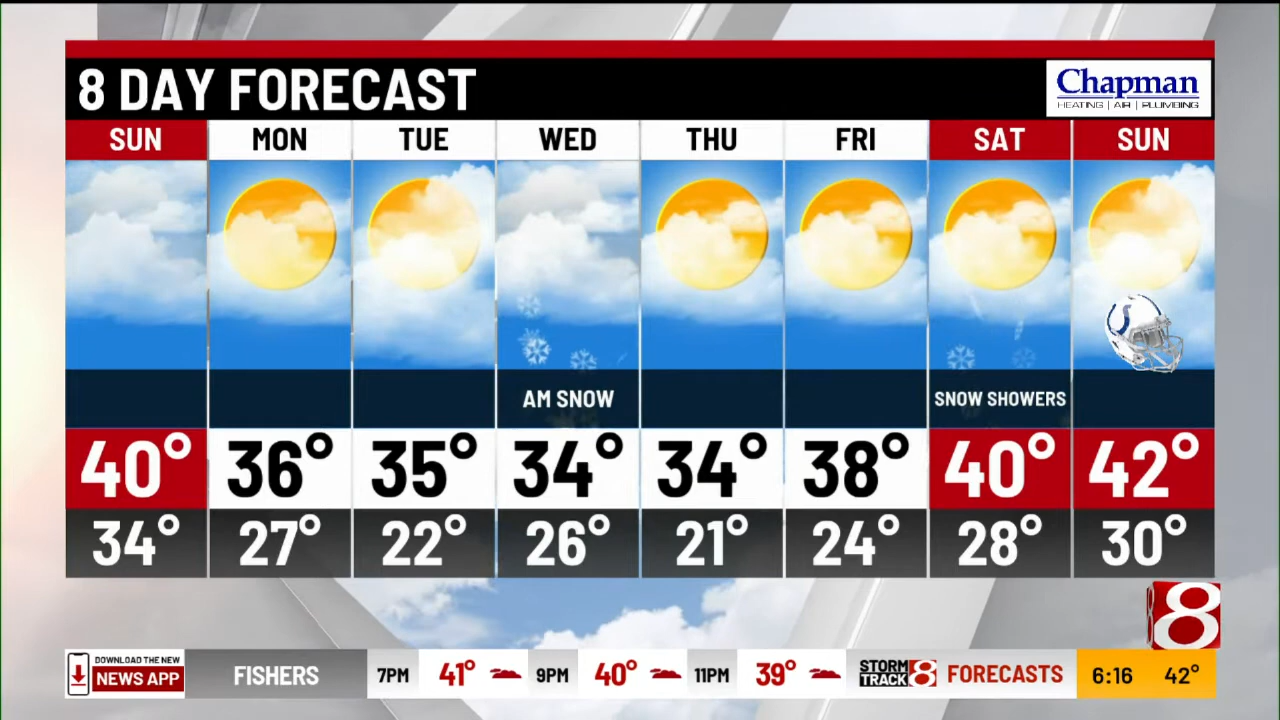 8 DAY FORECAST
Chapman
HEATING | AIR | PLUMBING
SUN MON TUE WED THU FRI SAT SUN
AM SNOW SNOW SHOWERS
40° 36° 35° 34° 34° 38° 40° 42°
34° 27° 22° 26° 21° 24° 28° 30°
8
DOWNLOAD THE NEW
NEWS APP
FISHERS 7PM 41° 9PM 40° 11PM 39°
STORM
TRACK 8
FORECASTS 6:16 42°